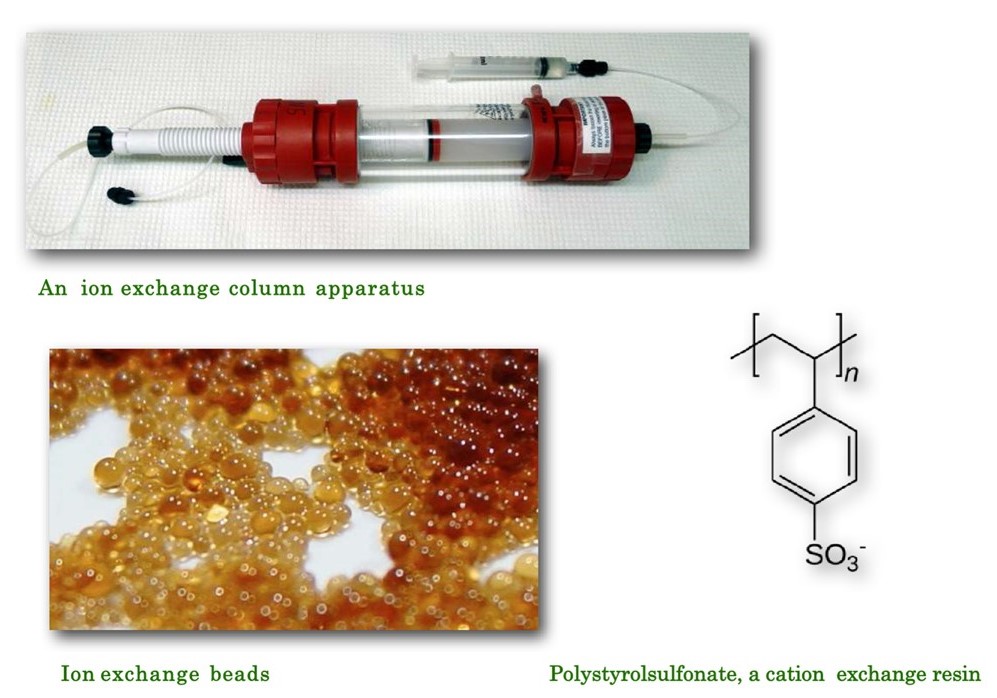 An ion exchange column apparatus
n
SO3-
Ion exchange beads
Polystyrolsulfonate, a cation exchange resin